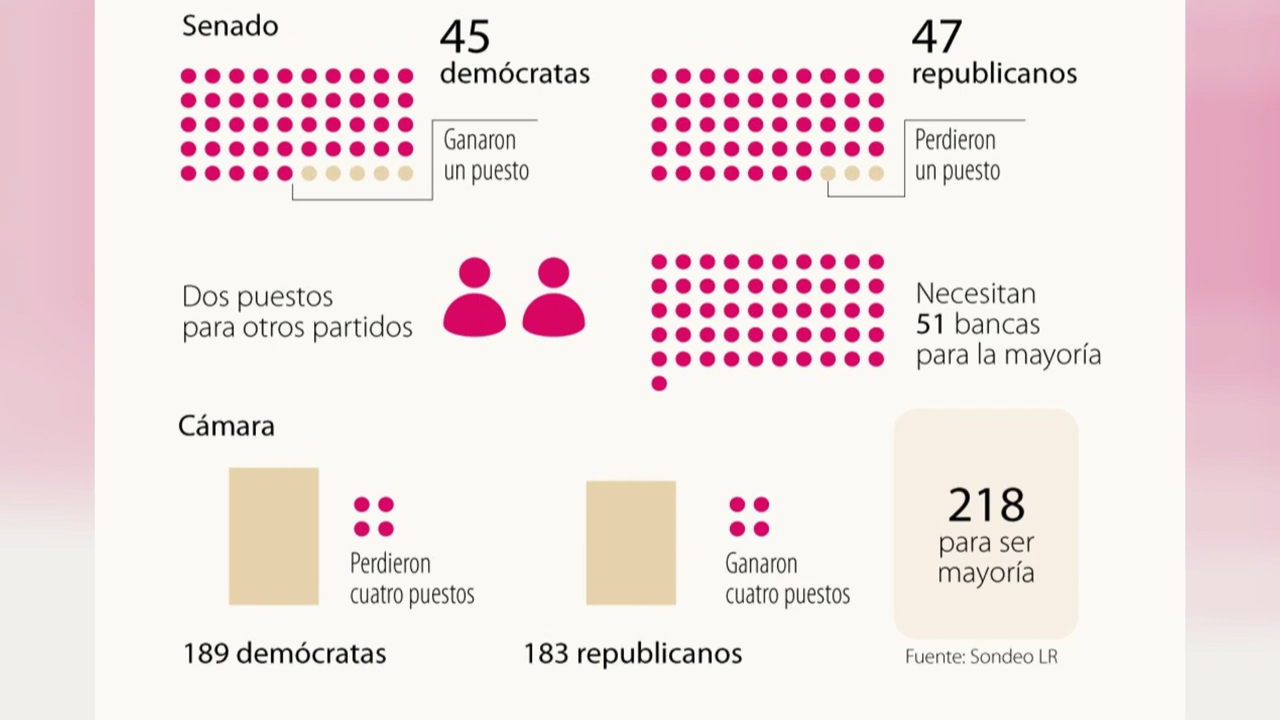 Senado
45
demócratas
Ganaron
un puesto
47
republicanos
Perdieron
un puesto
Dos puestos
para otros partidos
Necesitan
51 bancas
para la mayoría
Cámara
Perdieron
cuatro puestos
189 demócratas
Ganaron
cuatro puestos
183 republicanos
218
para ser
mayoría
Fuente: Sondeo LR